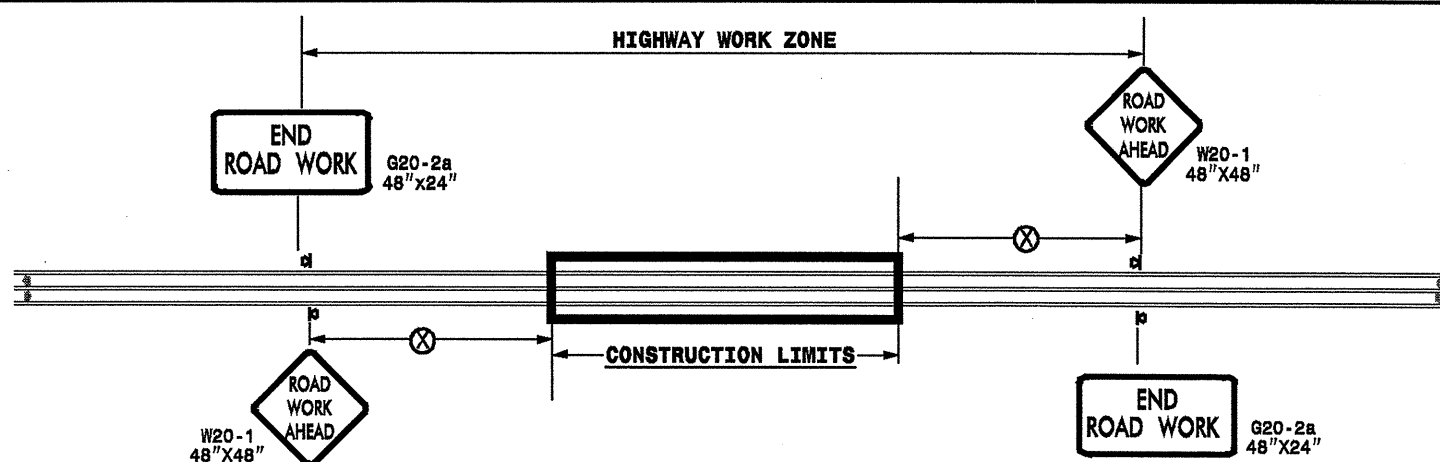 HIGHWAY WORK ZONE
END
ROAD WORK
G20-2a
48"x24"
ROAD
WORK
AHEAD
W20-1
48"X48"
X
X
CONSTRUCTION LIMITS
ROAD
WORK
AHEAD
W20-1
48"X48"
END
ROAD WORK
G20-2a
48"X24"